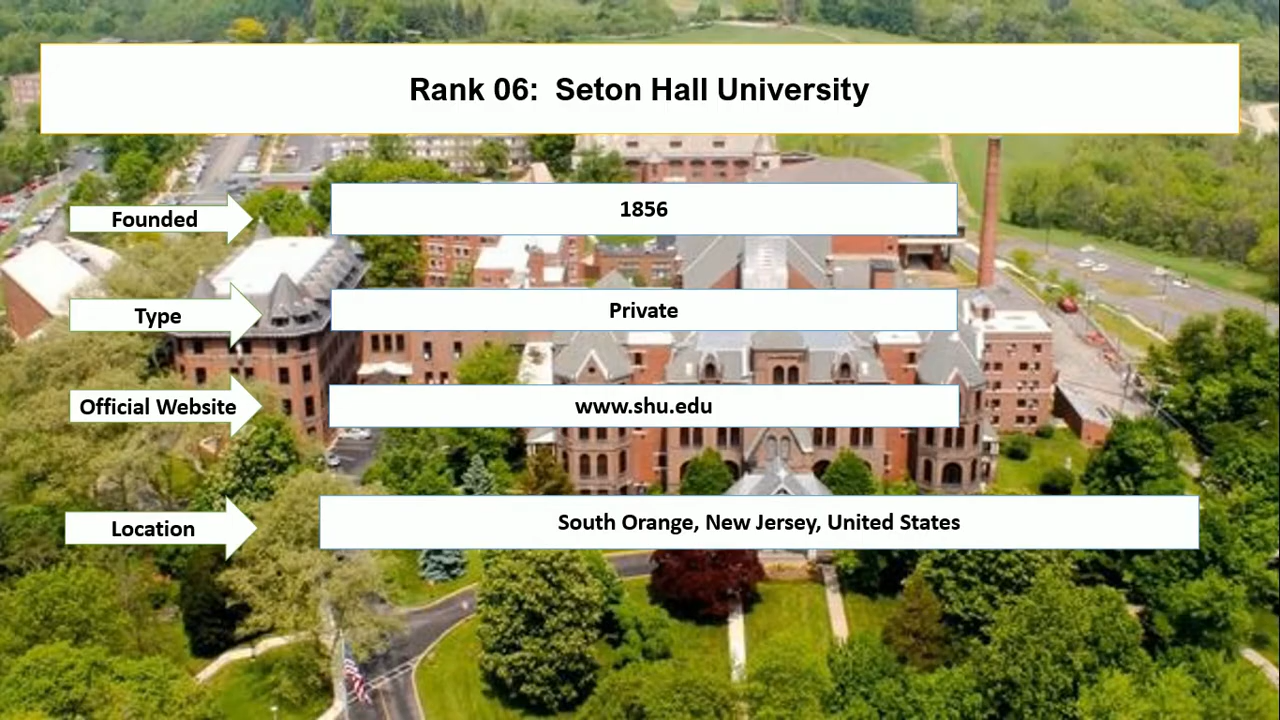 Rank 06:  Seton Hall University
Founded
1856
Type
Private
Official Website
www.shu.edu
Location
South Orange, New Jersey, United States